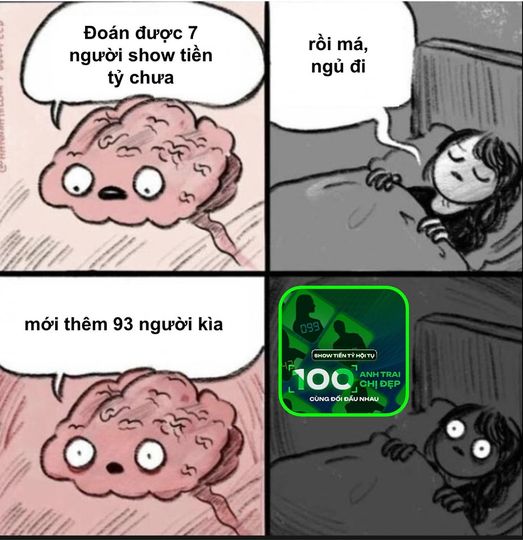 Đoán được 7
người show tiền
tỷ chưa
rồi má,
ngủ đi
mới thêm 93 người kìa
099
SHOW TIỀN TỶ HỘI TỤ
100
ANH TRAI
CHỊ ĐẸP
CÙNG ĐỐI ĐẦU NHAU